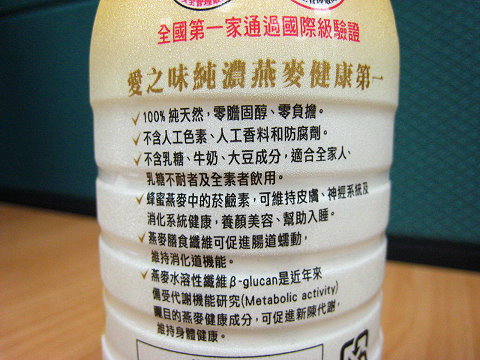 全國第一家通過國際級驗證
愛之味純濃燕麥健康第一
100%純天然，零膽固醇、零負擔。
不含人工色素、人工香料和防腐劑。
不含乳糖、牛奶、大豆成分，適合全家人、
乳糖不耐者及全素者飲用。
蜂蜜燕麥中的菸鹼素，可維持皮膚、神經系統及
消化系統健康，養顏美容、幫助入睡。
燕麥膳食纖維可促進腸道蠕動，
維持消化道機能。
燕麥水溶性纖維β-glucan是近年來
備受代謝機能研究(Metabolic activity)
矚目的燕麥健康成分，可促進新陳代謝，
維持身體健康。